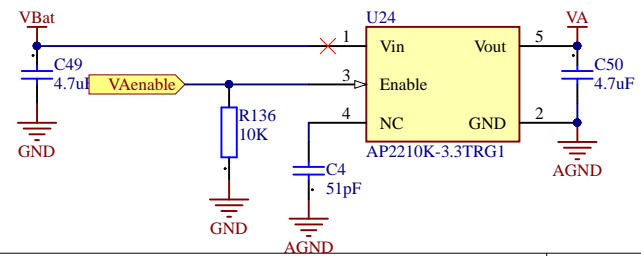 VBat
U24
VA
1
Vin
Vout
5
C49
4.7uF
VAenable
3
Enable
C50
4.7uF
R136
10K
4
NC
GND
2
GND
AP2210K-3.3TRG1
C4
51pF
AGND
GND
AGND